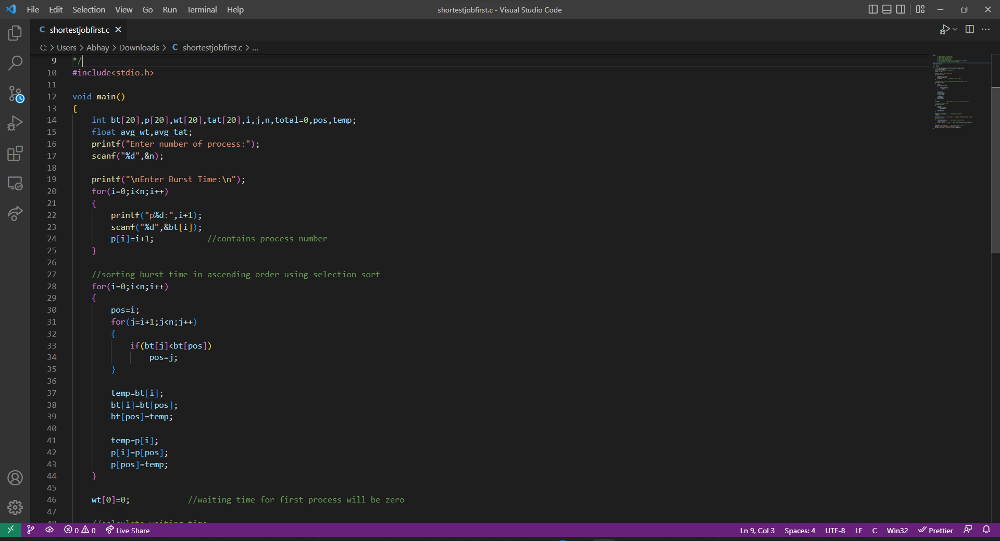 File Edit Selection View Go Run Terminal Help
shortestjobfirst.c - Visual Studio Code
C shortestjobfirst.c
C: > Users > Abhay > Downloads > C shortestjobfirst.c > ...
9 */
10 #include<stdio.h>
11
12 void main()
13 {
14 int bt[20],p[20],wt[20],tat[20],i,j,n,total=0,pos,temp;
15 float avg_wt,avg_tat;
16 printf("Enter number of process:");
17 scanf("%d",&n);
18
19 printf("\nEnter Burst Time:\n");
20 for(i=0;i<n;i++)
21 {
22 printf("p%d:",i+1);
23 scanf("%d",&bt[i]);
24 p[i]=i+1; //contains process number
25 }
26
27 //sorting burst time in ascending order using selection sort
28 for(i=0;i<n;i++)
29 {
30 pos=i;
31 for(j=i+1;j<n;j++)
32 {
33 if(bt[j]<bt[pos])
34 pos=j;
35 }
36
37 temp=bt[i];
38 bt[i]=bt[pos];
39 bt[pos]=temp;
40
41 temp=p[i];
42 p[i]=p[pos];
43 p[pos]=temp;
44 }
45
46 wt[0]=0; //waiting time for first process will be zero
47
48 //calculate waiting time
0 0 Live Share
Ln 9, Col 3 Spaces: 4 UTF-8 LF C Win32 Prettier